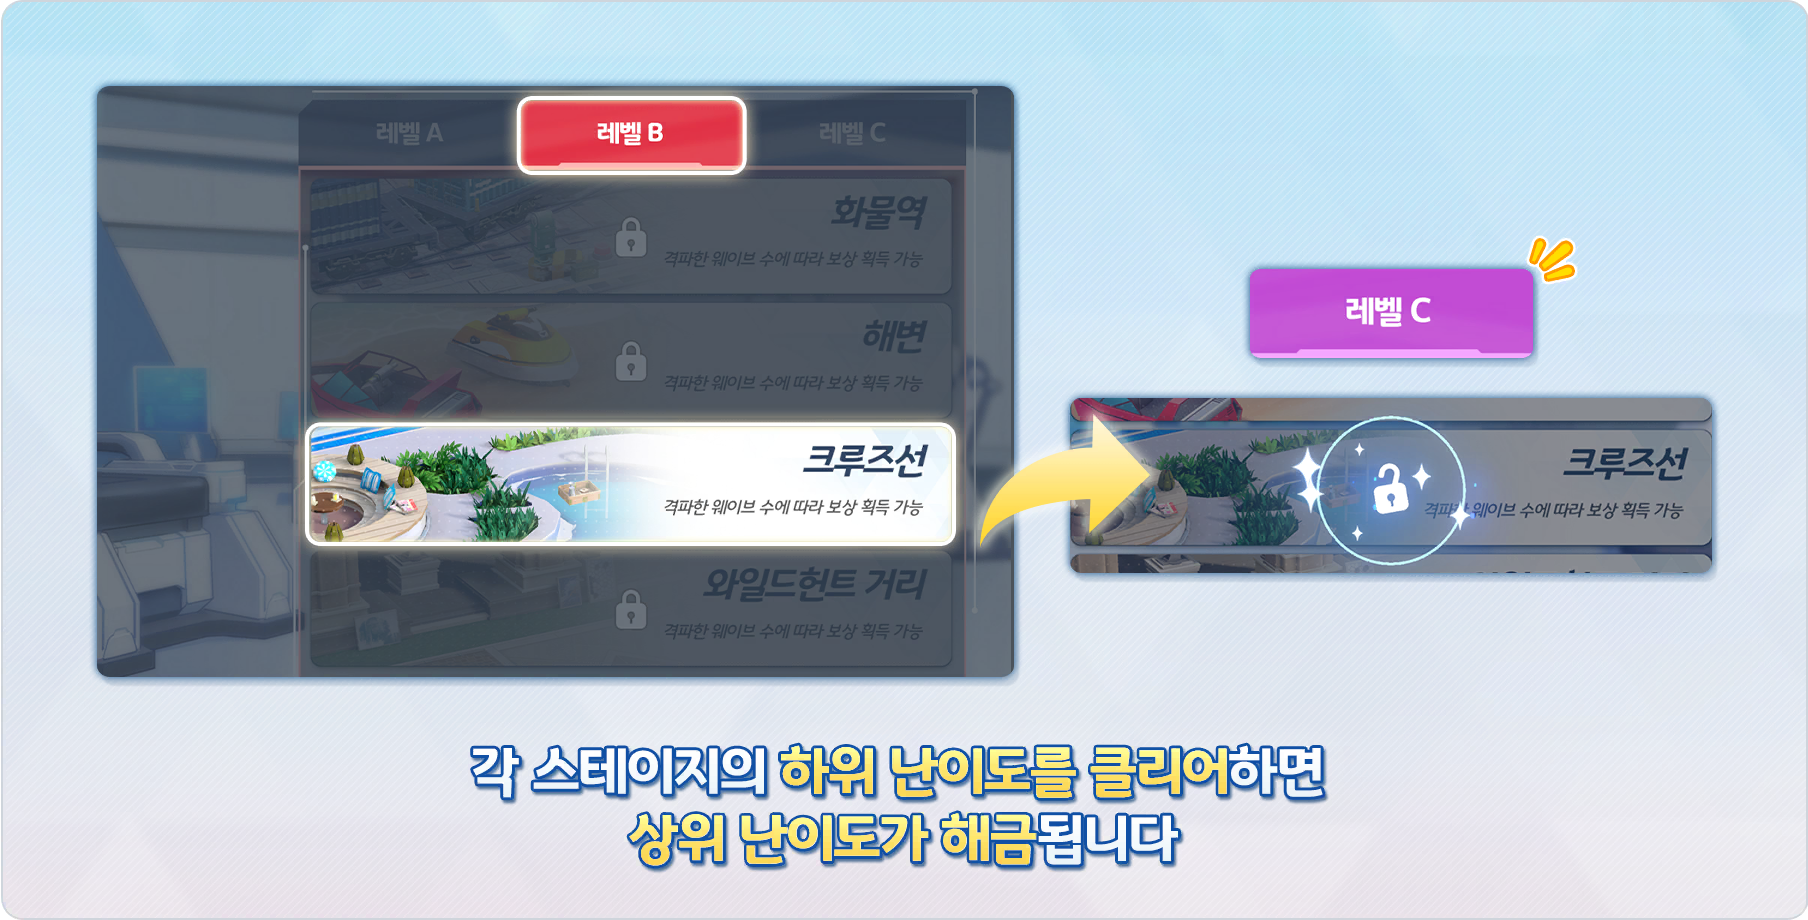 레벨 A
레벨 B
레벨 C
화물역
격파한 웨이브 수에 따라 보상 획득 가능
해변
격파한 웨이브 수에 따라 보상 획득 가능
크루즈선
격파한 웨이브 수에 따라 보상 획득 가능
와일드헌트 거리
격파한 웨이브 수에 따라 보상 획득 가능
레벨 C
크루즈선
격파한 웨이브 수에 따라 보상 획득 가능
각 스테이지의 하위 난이도를 클리어하면
상위 난이도가 해금됩니다